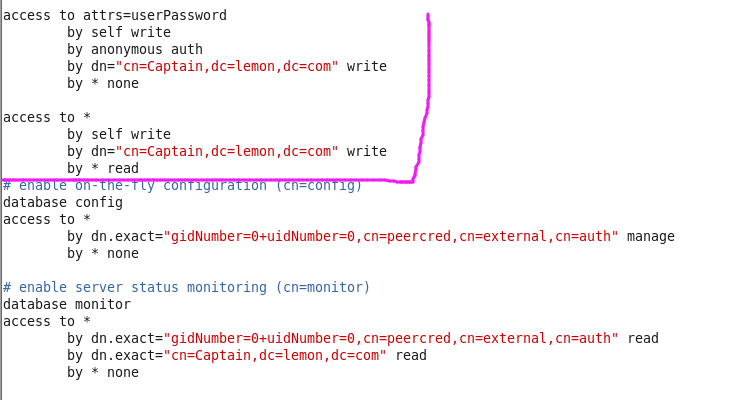 access to attrs=userPassword
by self write
by anonymous auth
by dn="cn=Captain,dc=lemon,dc=com" write
by * none
access to *
by self write
by dn="cn=Captain,dc=lemon,dc=com" write
by * read
# enable on-the-fly configuration (cn=config)
database config
access to *
by dn.exact="gidNumber=0+uidNumber=0,cn=peercred,cn=external,cn=auth" manage
by * none
# enable server status monitoring (cn=monitor)
database monitor
access to *
by dn.exact="gidNumber=0+uidNumber=0,cn=peercred,cn=external,cn=auth" read
by dn.exact="cn=Captain,dc=lemon,dc=com" read
by * none